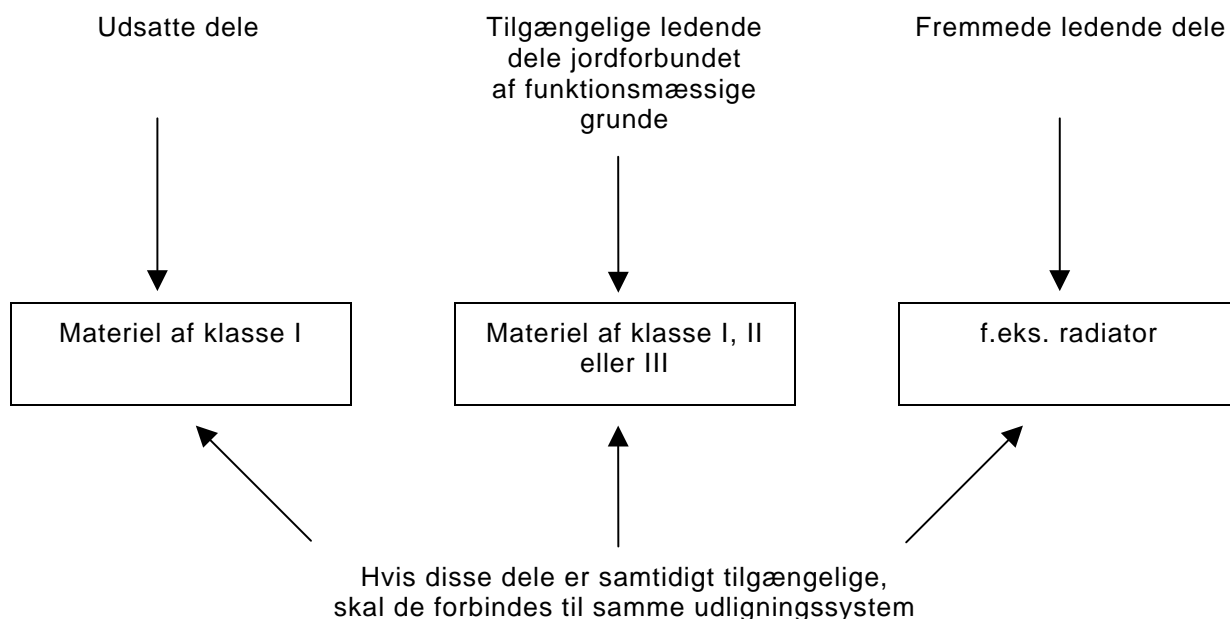 Udsatte dele
Tilgængelige ledende
dele jordforbundet
af funktionsmæssige
grunde
Fremmede ledende dele
Materiel af klasse I
Materiel af klasse I, II
eller III
f.eks. radiator
Hvis disse dele er samtidigt tilgængelige,
skal de forbindes til samme udligningssystem